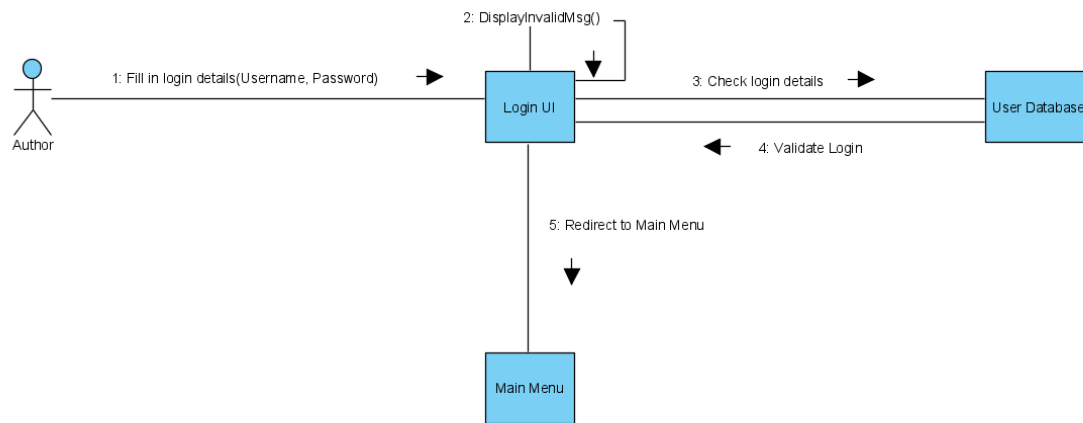 2: DisplayInvalidMsg()
1: Fill in login details(Username, Password)
3: Check login details
Login UI
User Database
Author
4: Validate Login
5: Redirect to Main Menu
Main Menu